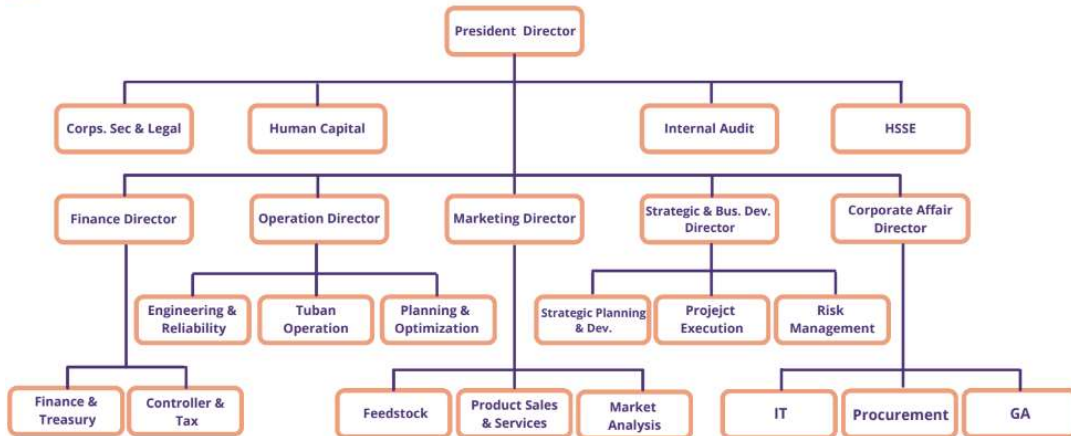 President Director
Corps. Sec & Legal
Human Capital
Internal Audit
HSSE
Finance Director
Operation Director
Marketing Director
Strategic & Bus. Dev.
Director
Corporate Affair
Director
Engineering &
Reliability
Tuban
Operation
Planning &
Optimization
Strategic Planning
& Dev.
Projejct
Execution
Risk
Management
Finance &
Treasury
Controller &
Tax
Feedstock
Product Sales
& Services
Market
Analysis
IT
Procurement
GA